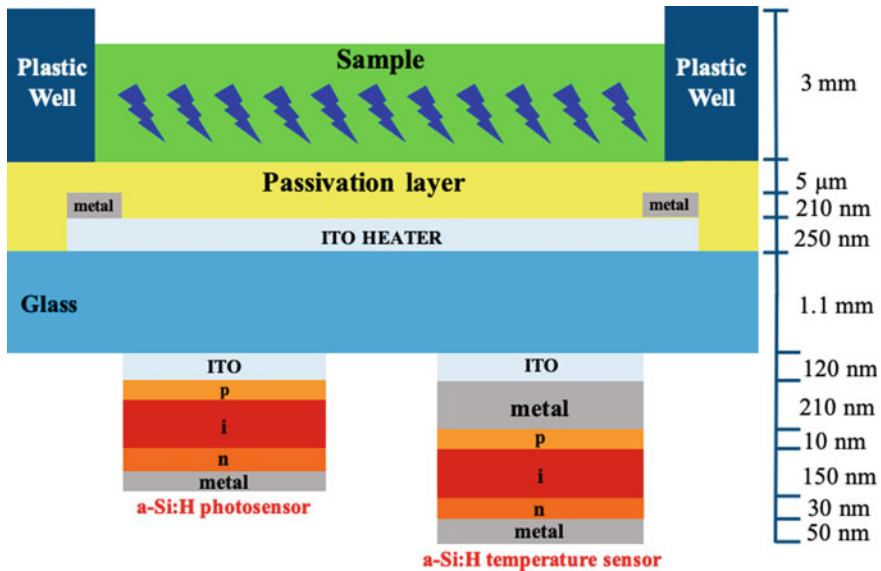 Plastic
Well
Sample
Plastic
Well
3 mm
Passivation layer
5 µm
metal
metal
210 nm
ITO HEATER
250 nm
Glass
1.1 mm
ITO
ITO
120 nm
p
metal
210 nm
i
p
10 nm
n
i
150 nm
metal
n
30 nm
a-Si:H photosensor
metal
50 nm
a-Si:H temperature sensor